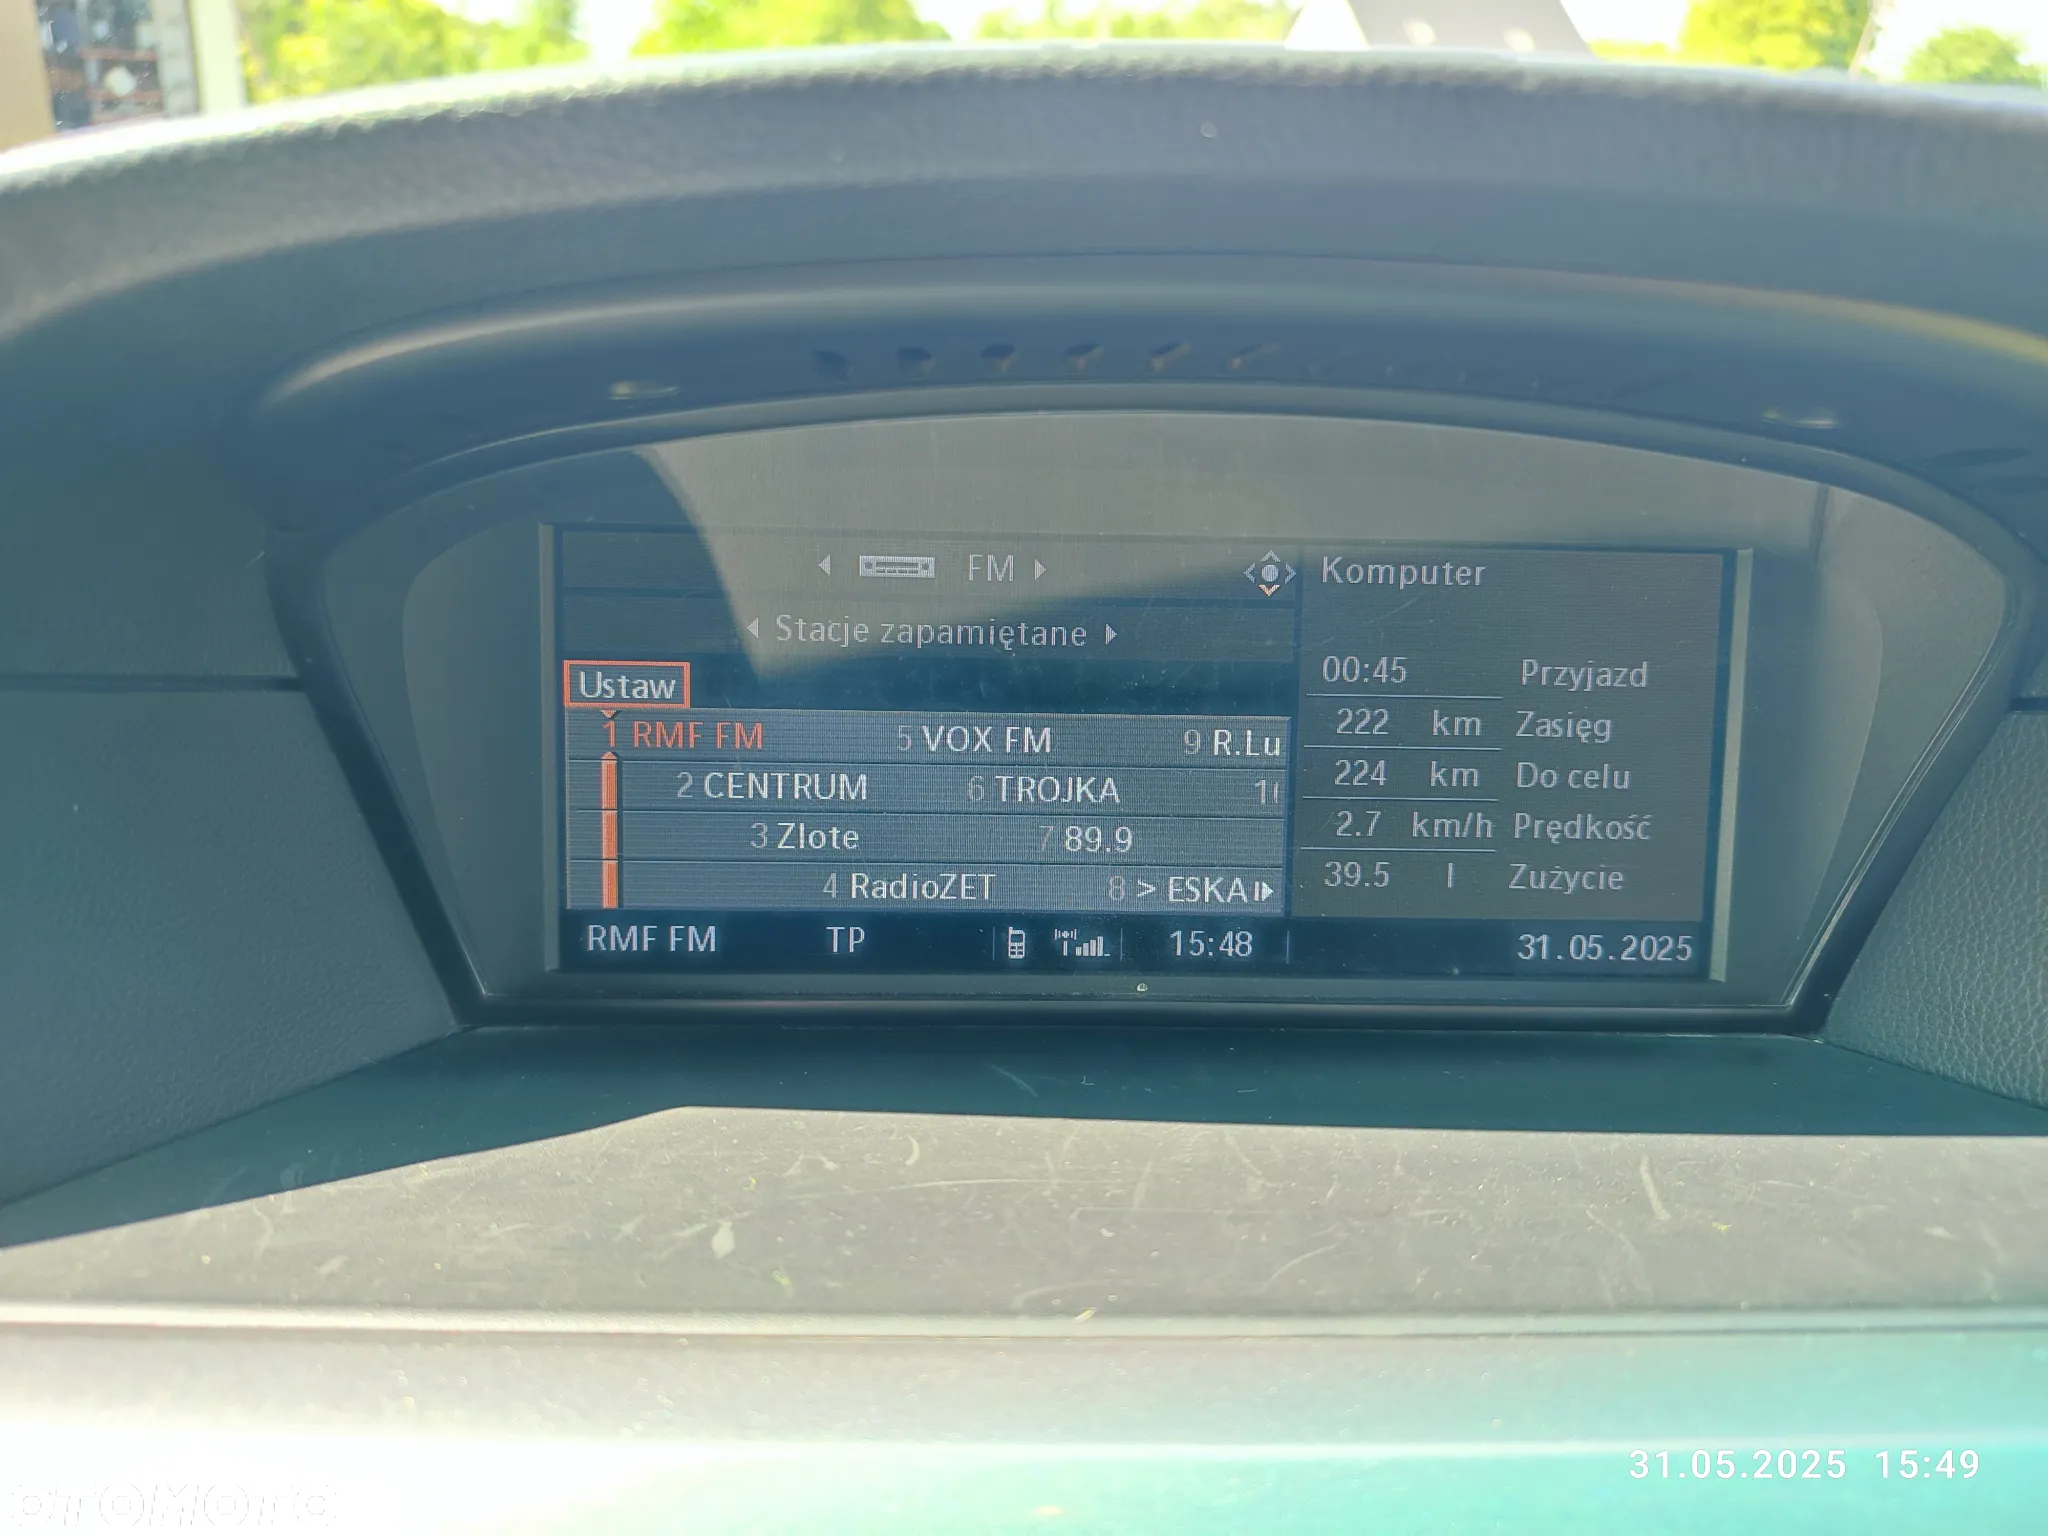 FM
Stacje zapamiętane
Ustaw
1 RMF FM 5 VOX FM 9 R.Lu
2 CENTRUM 6 TROJKA
3 Zlote 7 89.9
4 RadioZET 8 > ESKA
RMF FM TP 15:48 31.05.2025
Komputer
00:45 Przyjazd
222 km Zasięg
224 km Do celu
2.7 km/h Prędkość
39.5 l Zużycie
31.05.2025 15:49
OTOMOTO